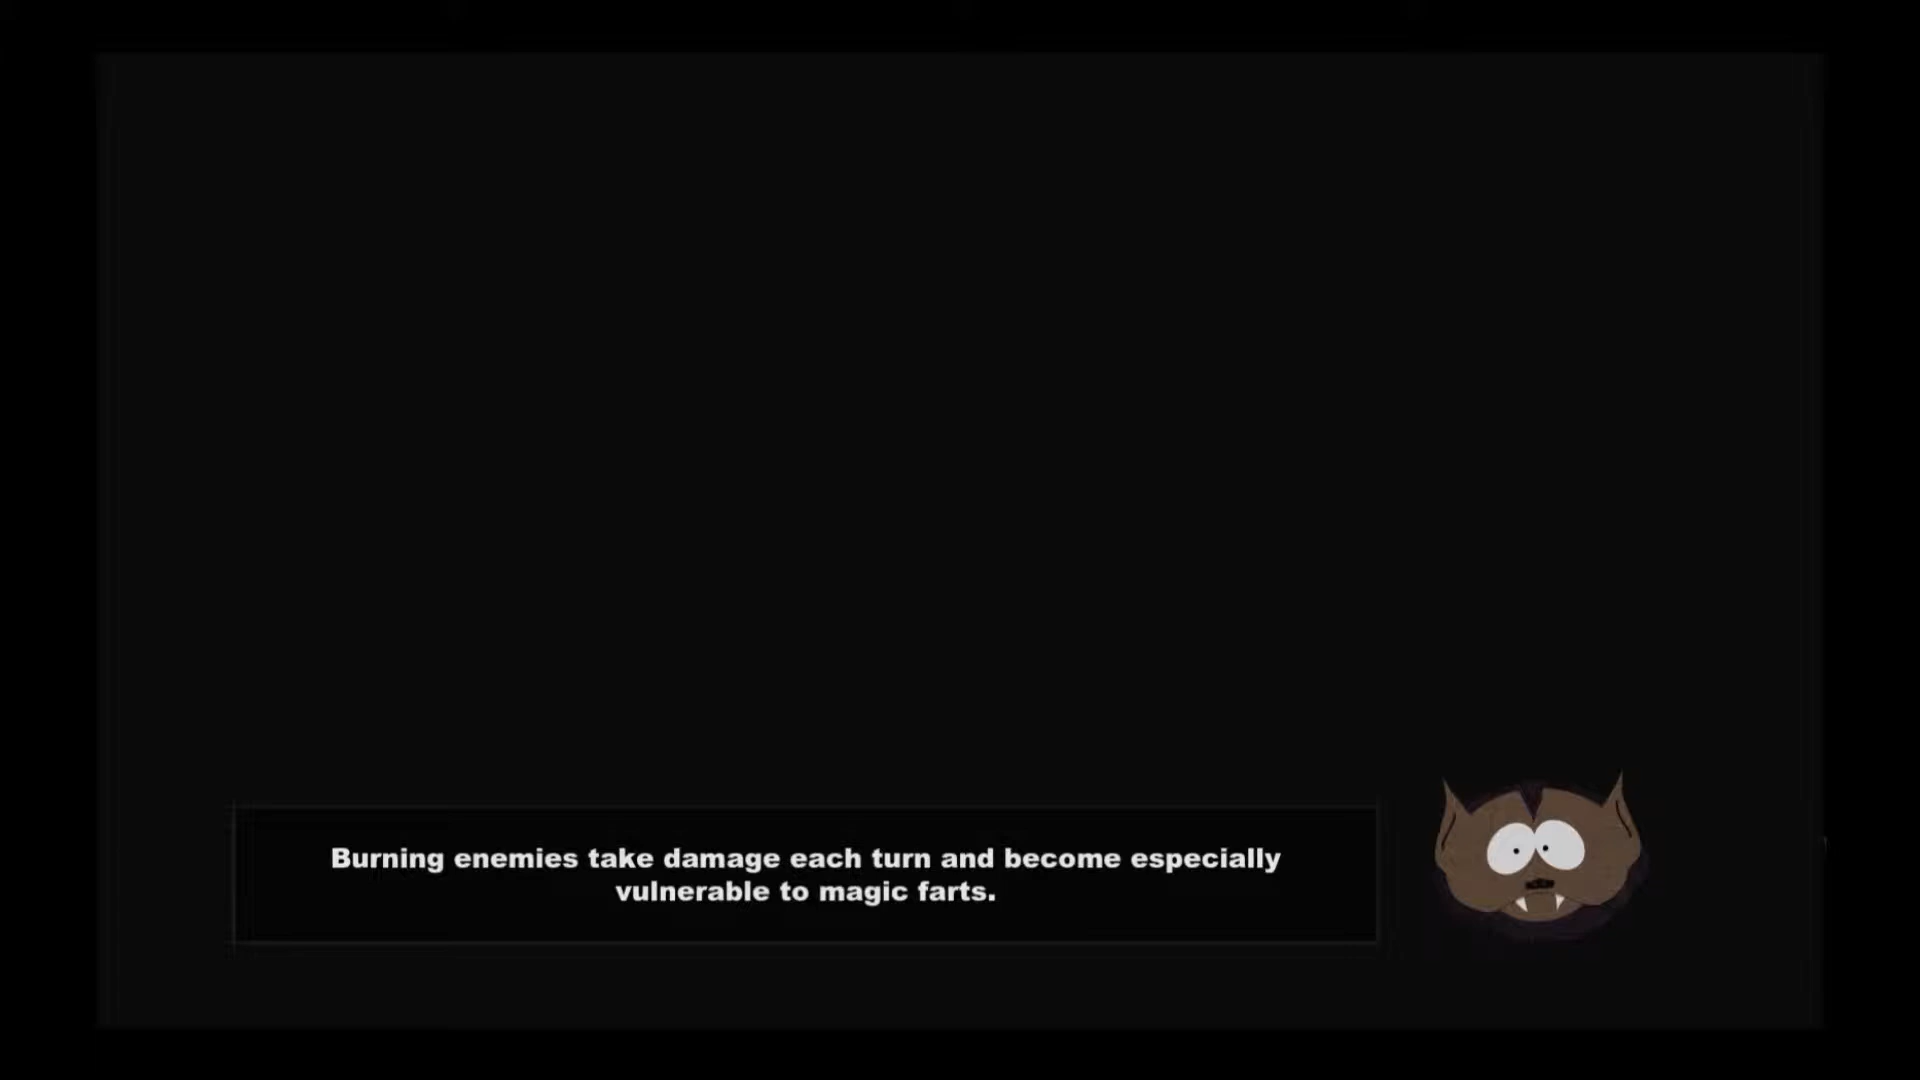 Burning enemies take damage each turn and become especially
vulnerable to magic farts.